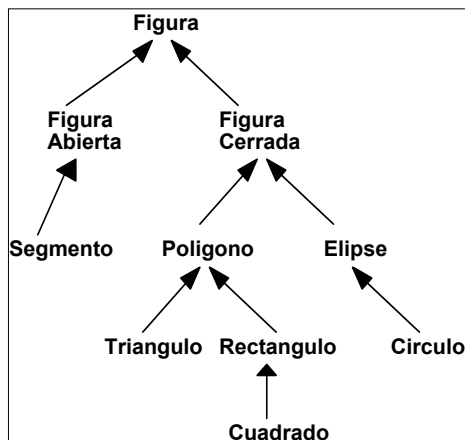 Figura
Figura
Abierta
Figura
Cerrada
Segmento
Poligono
Elipse
Triangulo
Rectangulo
Circulo
Cuadrado